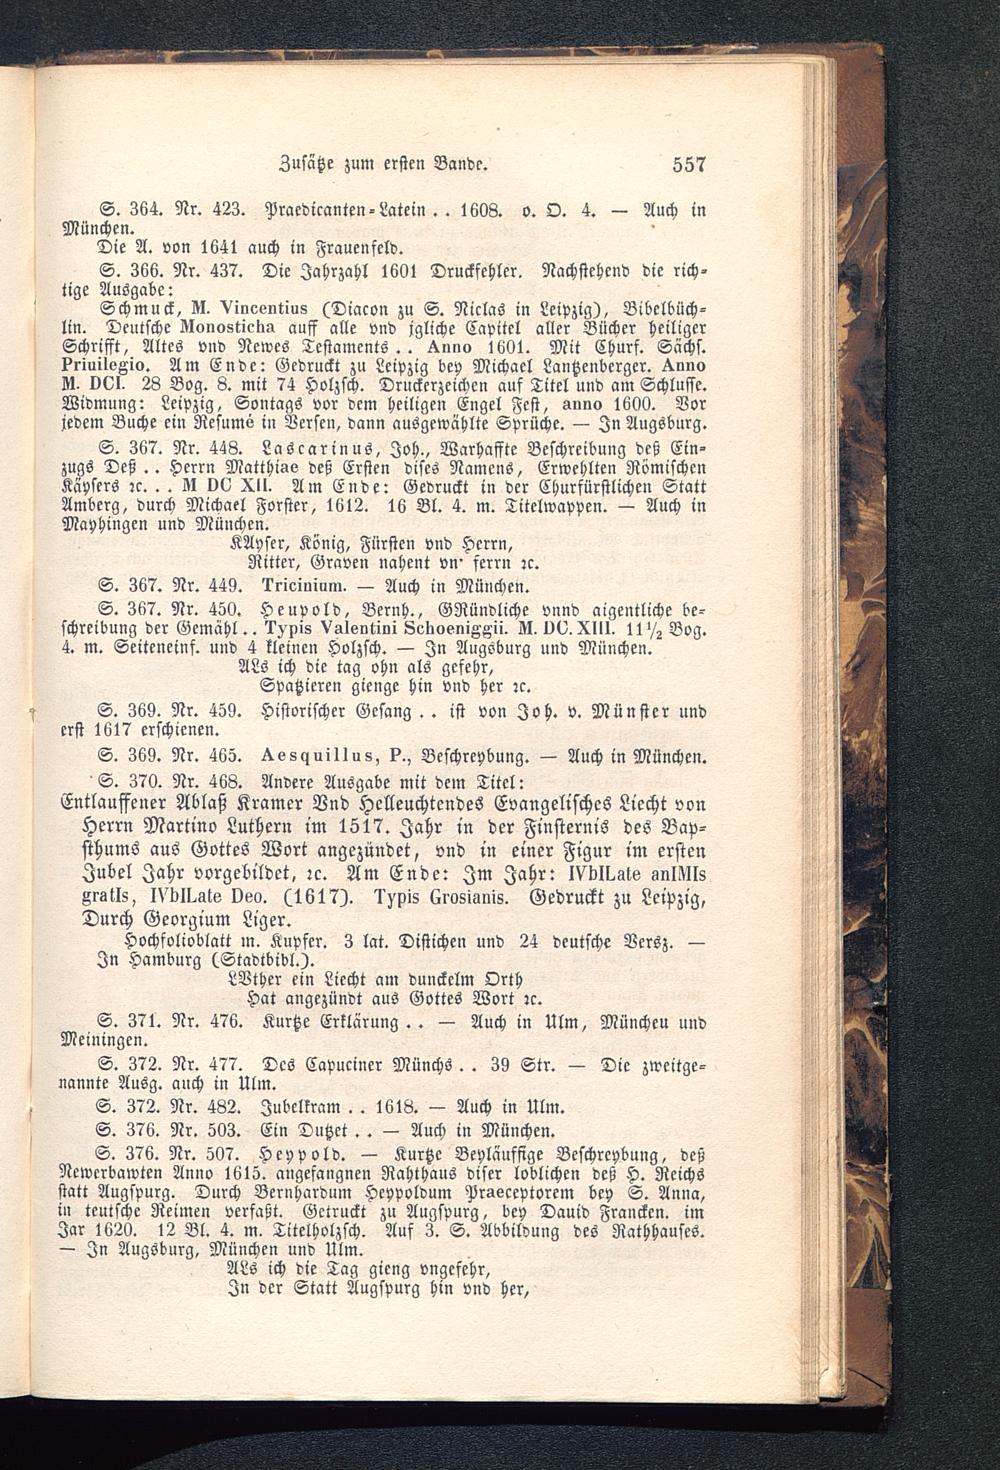 Zusätze zum ersten Bande. 557
S. 364. Nr. 423. Praedicanten-Latein . . 1608. o. O. 4. — Auch in
München.
Die A. von 1641 auch in Frauenfeld.
S. 366. Nr. 437. Die Jahrzahl 1601 Druckfehler. Nachstehend die rich-
tige Ausgabe:
Schmuck, M. Vincentius (Diacon zu S. Niclas in Leipzig), Bibelbüch-
lin. Deutsche Monosticha auff alle vnd jgliche Capitel aller Bücher heiliger
Schrifft, Altes vnd Newes Testaments . . Anno 1601. Mit Churf. Sächs.
Priuilegio. Am Ende: Gedruckt zu Leipzig bey Michael Lantzenberger. Anno
M. DCI. 28 Bog. 8. mit 74 Holzsch. Druckerzeichen auf Titel und am Schlusse.
Widmung: Leipzig, Sontags vor dem heiligen Engel Fest, anno 1600. Vor
jedem Buche ein Resumé in Versen, dann ausgewählte Sprüche. — In Augsburg.
S. 367. Nr. 448. Lascarinus, Joh., Warhaffte Beschreibung deß Ein-
zugs Deß . . Herrn Matthiae deß Ersten dises Namens, Erwehlten Römischen
Käysers ꝛc. . . M DC XII. Am Ende: Gedruckt in der Churfürstlichen Statt
Amberg, durch Michael Forster, 1612. 16 Bl. 4. m. Titelwappen. — Auch in
Mayhingen und München.
KAyser, König, Fürsten vnd Herrn,
Ritter, Graven nahent vn' ferrn ꝛc.
S. 367. Nr. 449. Tricinium. — Auch in München.
S. 367. Nr. 450. Heupold, Bernh., GRündliche vnnd aigentliche be-
schreibung der Gemähl . . Typis Valentini Schoeniggii. M. DC. XIII. 11½ Bog.
4. m. Seiteneinf. und 4 kleinen Holzsch. — In Augsburg und München.
ALs ich die tag ohn als gefehr,
Spatzieren gienge hin vnd her ꝛc.
S. 369. Nr. 459. Historischer Gesang . . ist von Joh. v. Münster und
erst 1617 erschienen.
S. 369. Nr. 465. Aesquillus, P., Beschreybung. — Auch in München.
S. 370. Nr. 468. Andere Ausgabe mit dem Titel:
Entlauffener Ablaß Kramer Vnd Helleuchtendes Evangelisches Liecht von
Herrn Martino Luthern im 1517. Jahr in der Finsternis des Bap-
sthums aus Gottes Wort angezündet, vnd in einer Figur im ersten
Jubel Jahr vorgebildet, ꝛc. Am Ende: Im Jahr: IVbILate anIMIs
gratIs, IVbILate Deo. (1617). Typis Grosianis. Gedruckt zu Leipzig,
Durch Georgium Liger.
Hochfolioblatt m. Kupfer. 3 lat. Distichen und 24 deutsche Versz. —
In Hamburg (Stadtbibl.).
LVther ein Liecht am dunckelm Orth
Hat angezündt aus Gottes Wort ꝛc.
S. 371. Nr. 476. Kurtze Erklärung . . — Auch in Ulm, Müncheu und
Meiningen.
S. 372. Nr. 477. Des Capuciner Münchs . . 39 Str. — Die zweitge-
nannte Ausg. auch in Ulm.
S. 372. Nr. 482. Jubelkram . . 1618. — Auch in Ulm.
S. 376. Nr. 503. Ein Dutzet . . — Auch in München.
S. 376. Nr. 507. Heypold. — Kurtze Beyläuffige Beschreybung, deß
Newerbawten Anno 1615. angefangnen Rahthaus diser loblichen deß H. Reichs
statt Augspurg. Durch Bernhardum Heypoldum Praeceptorem bey S. Anna,
in teutsche Reimen verfaßt. Getruckt zu Augspurg, bey Dauid Francken. im
Jar 1620. 12 Bl. 4. m. Titelholzsch. Auf 3. S. Abbildung des Rathhauses.
— In Augsburg, München und Ulm.
ALs ich die Tag gieng vngefehr,
In der Statt Augspurg hin vnd her,